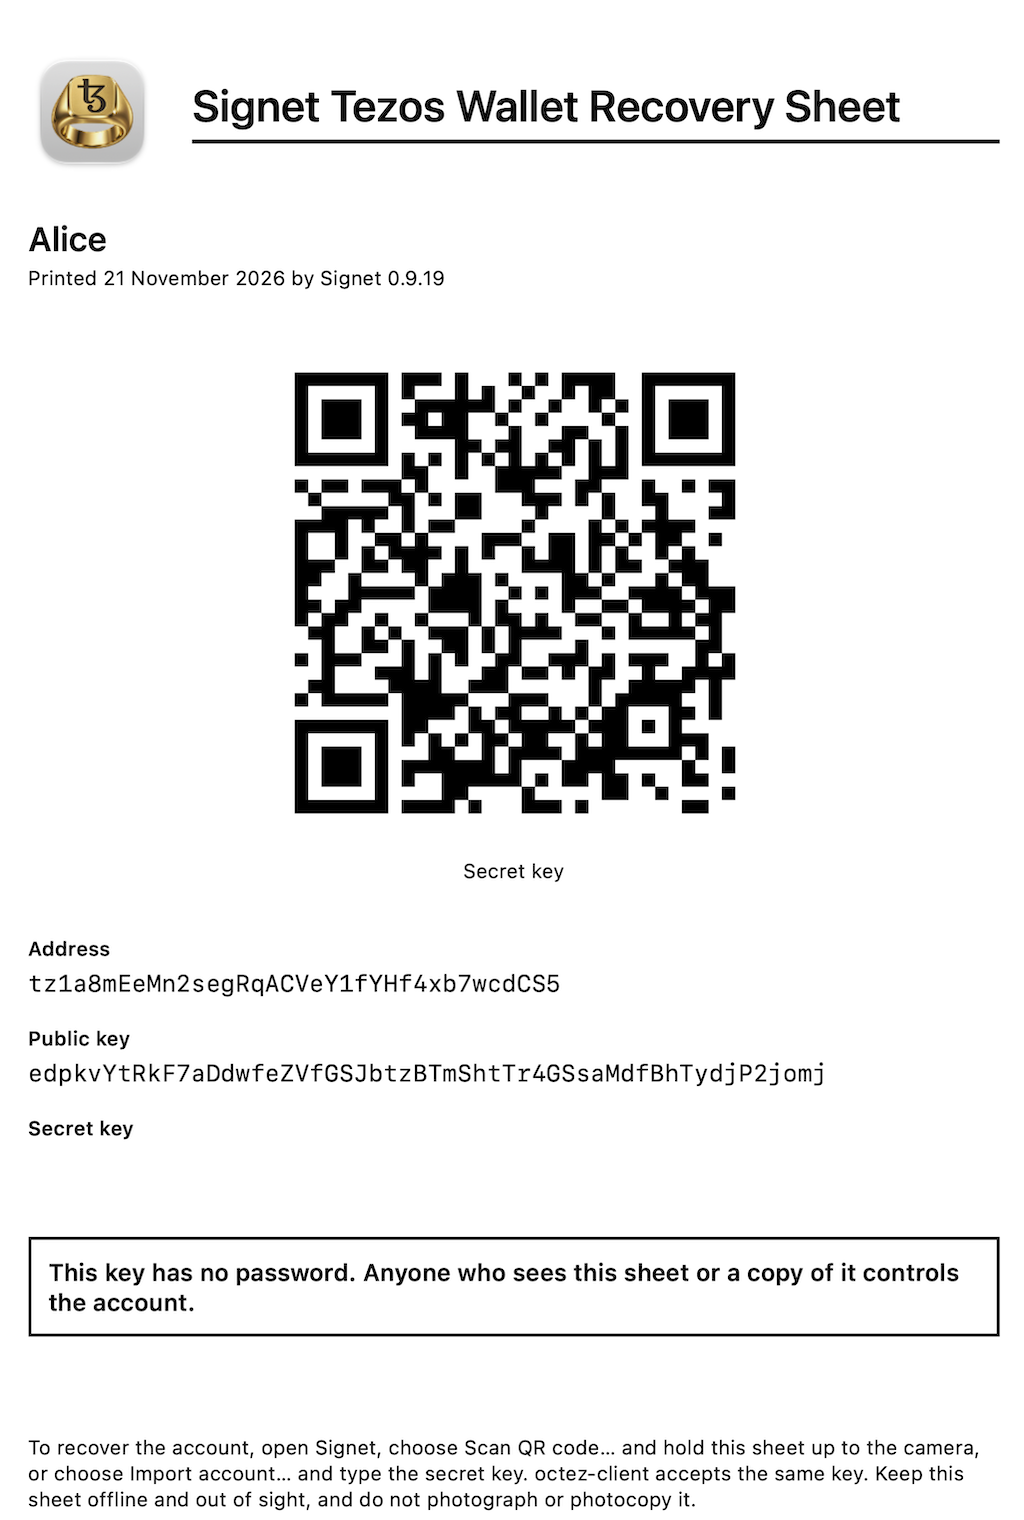 Signet Tezos Wallet Recovery Sheet
Alice
Printed 21 November 2026 by Signet 0.9.19
Secret key
Address
tz1a8mEeMn2segRqACVeY1fYHf4xb7wcdCS5
Public key
edpkvYtRkF7aDdwfeZVfGSJbtzBTmShtTr4GSsaMdfBhTydjP2jomj
Secret key
This key has no password. Anyone who sees this sheet or a copy of it controls
the account.
To recover the account, open Signet, choose Scan QR code… and hold this sheet up to the camera,
or choose Import account… and type the secret key. octez-client accepts the same key. Keep this
sheet offline and out of sight, and do not photograph or photocopy it.